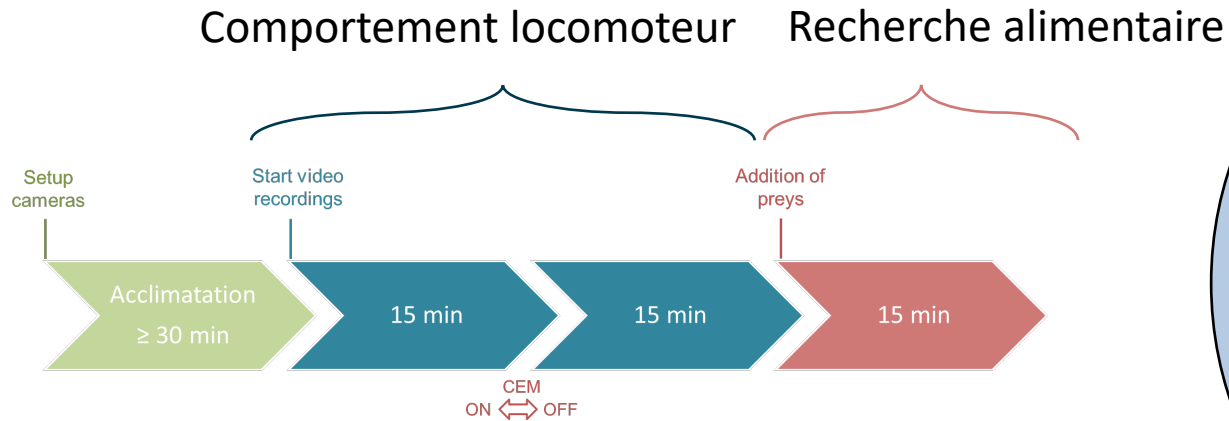 Comportement locomoteur
Recherche alimentaire
Setup
cameras
Start video
recordings
Addition of
preys
Acclimatation
≥ 30 min
15 min
15 min
15 min
CEM
ON
OFF